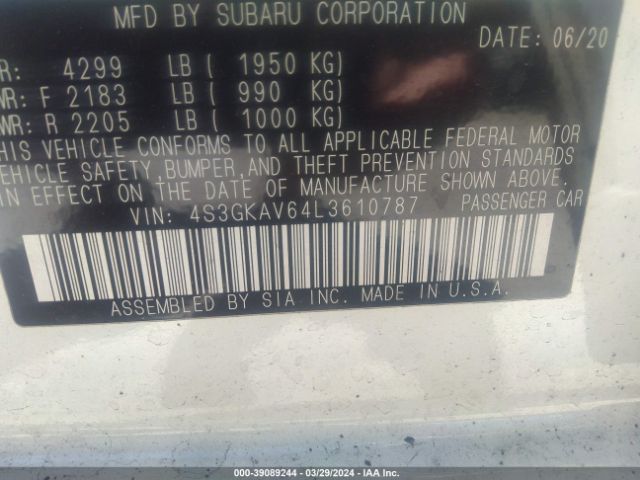 MFD BY SUBARU CORPORATION
DATE: 06/20
R: 4299 LB ( 1950 KG)
WR: F 2183 LB ( 990 KG)
WR: R 2205 LB ( 1000 KG)
HIS VEHICLE CONFORMS TO ALL APPLICABLE FEDERAL MOTOR
VEHICLE SAFETY,BUMPER,AND THEFT PREVENTION STANDARDS
IN EFFECT ON THE DATE OF MANUFACTURE SHOWN ABOVE.
VIN: 4S3GKAV64L3610787 PASSENGER CAR
ASSEMBLED BY SIA INC. MADE IN U.S.A.
000-39089244 - 03/29/2024 - IAA Inc.